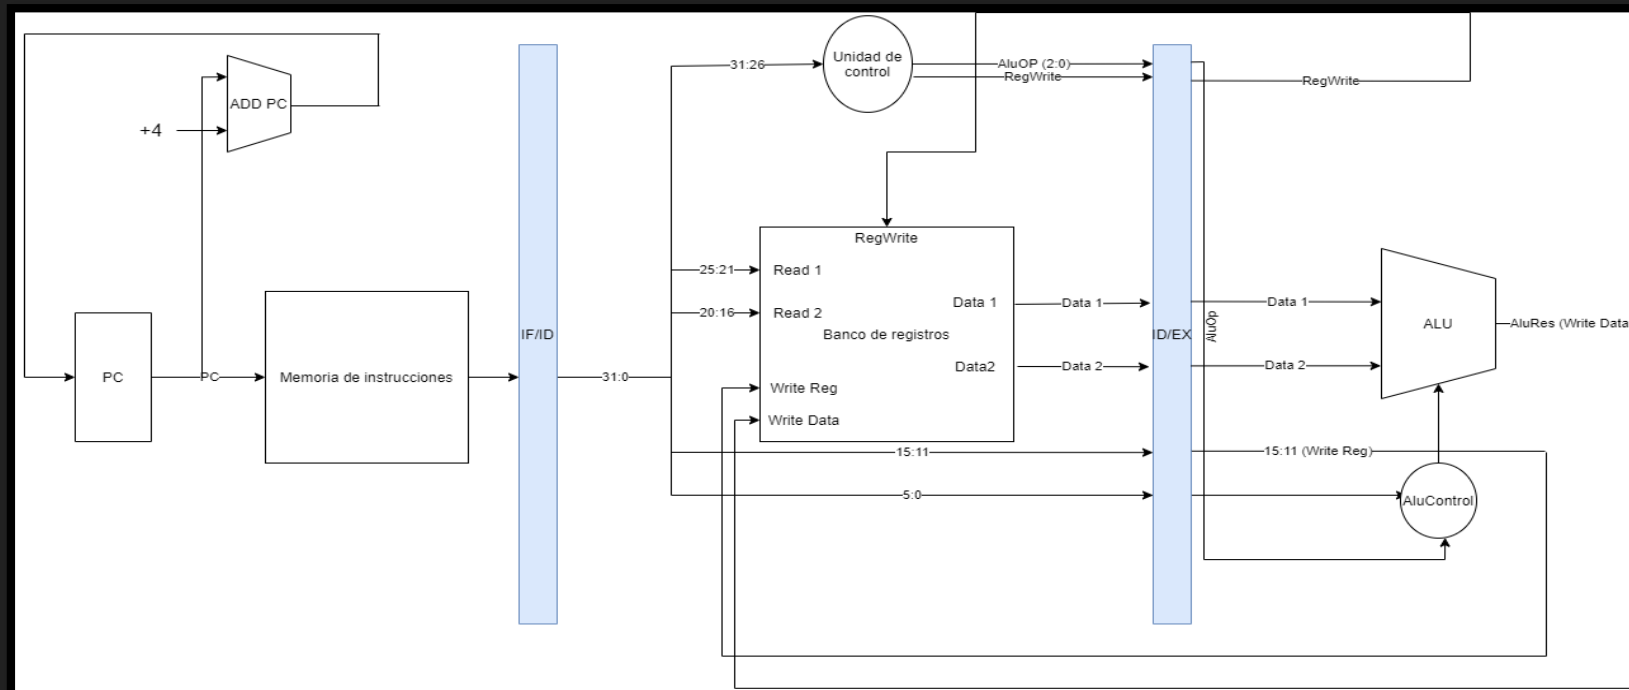 Unidad de
control
31:26
AluOP (2:0)
RegWrite
RegWrite
ADD PC
+4
RegWrite
25:21
Read 1
Data 1
Data 1
Data 1
20:16
Read 2
IF/ID
Banco de registros
ID/EX
AluOp
ALU
AluRes (Write Data
PC
PC
Memoria de instrucciones
31:0
Data2
Data 2
Data 2
Write Reg
Write Data
15:11
15:11 (Write Reg)
5:0
AluControl